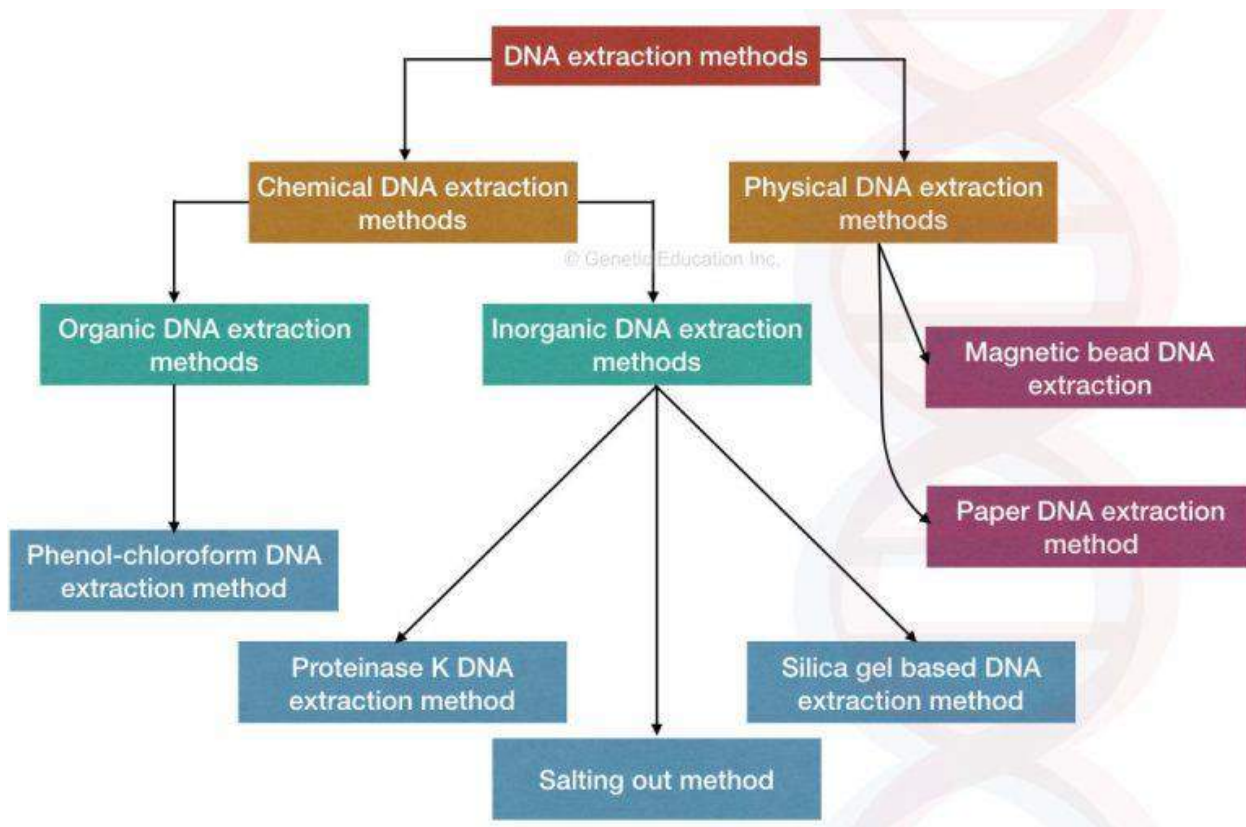 DNA extraction methods
Chemical DNA extraction
methods
Physical DNA extraction
methods
© Genetic Education Inc.
Organic DNA extraction
methods
Inorganic DNA extraction
methods
Magnetic bead DNA
extraction
Paper DNA extraction
method
Phenol-chloroform DNA
extraction method
Proteinase K DNA
extraction method
Silica gel based DNA
extraction method
Salting out method